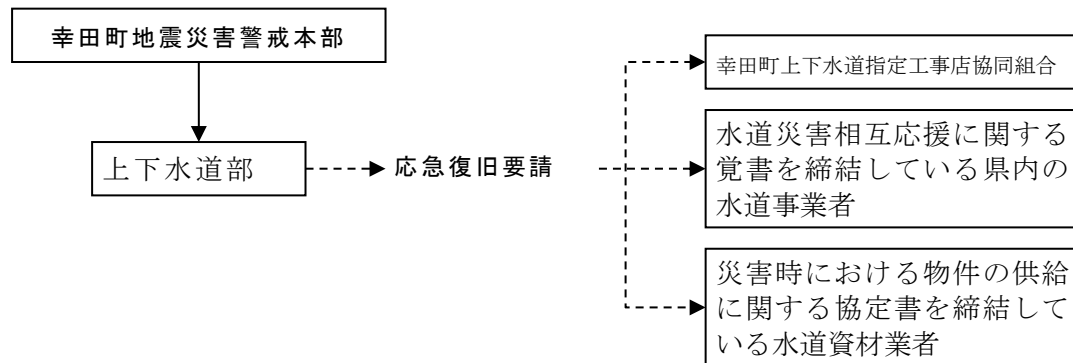 幸田町地震災害警戒本部
上下水道部
応急復旧要請
幸田町上下水道指定工事店協同組合
水道災害相互応援に関する
覚書を締結している県内の
水道事業者
災害時における物件の供給
に関する協定書を締結して
いる水道資材業者